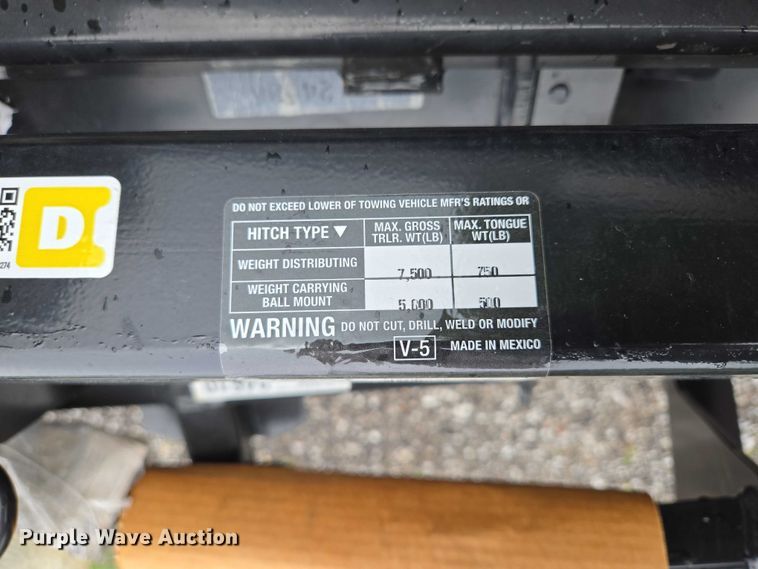 DO NOT EXCEED LOWER OF TOWING VEHICLE MFR'S RATINGS OR
HITCH TYPE ▼ MAX. GROSS TRLR. WT(LB) MAX. TONGUE WT(LB)
WEIGHT DISTRIBUTING 7,500 750
WEIGHT CARRYING BALL MOUNT 5,000 500
WARNING DO NOT CUT, DRILL, WELD OR MODIFY
V-5 MADE IN MEXICO
D
274
Purple Wave Auction